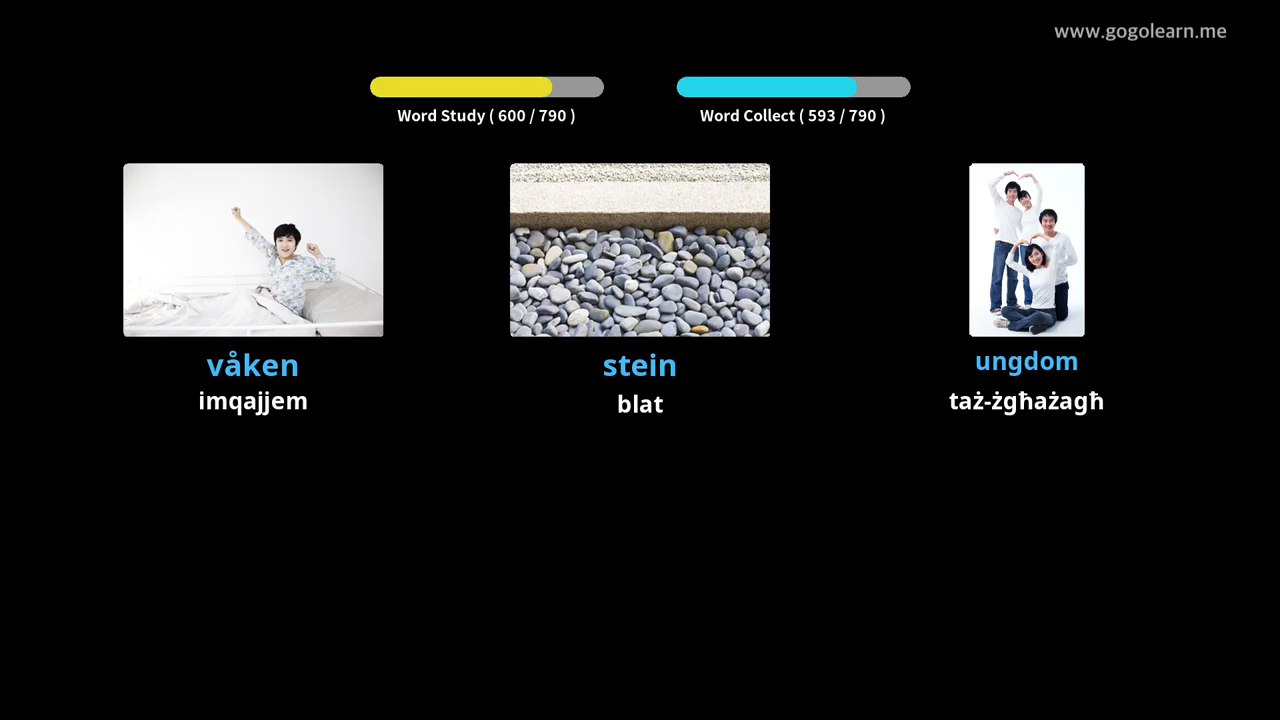 www.gogolearn.me
Word Study ( 600 / 790 )
Word Collect ( 593 / 790 )
våken
stein
ungdom
imqajjem
blat
taż-żgħażagħ